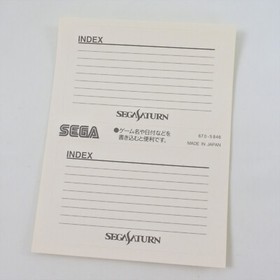 INDEX
SEGASATURN
SEGA
●ゲーム名や日付などを
書き込むと便利です。
MADE IN JAPAN
INDEX
SEGASATURN